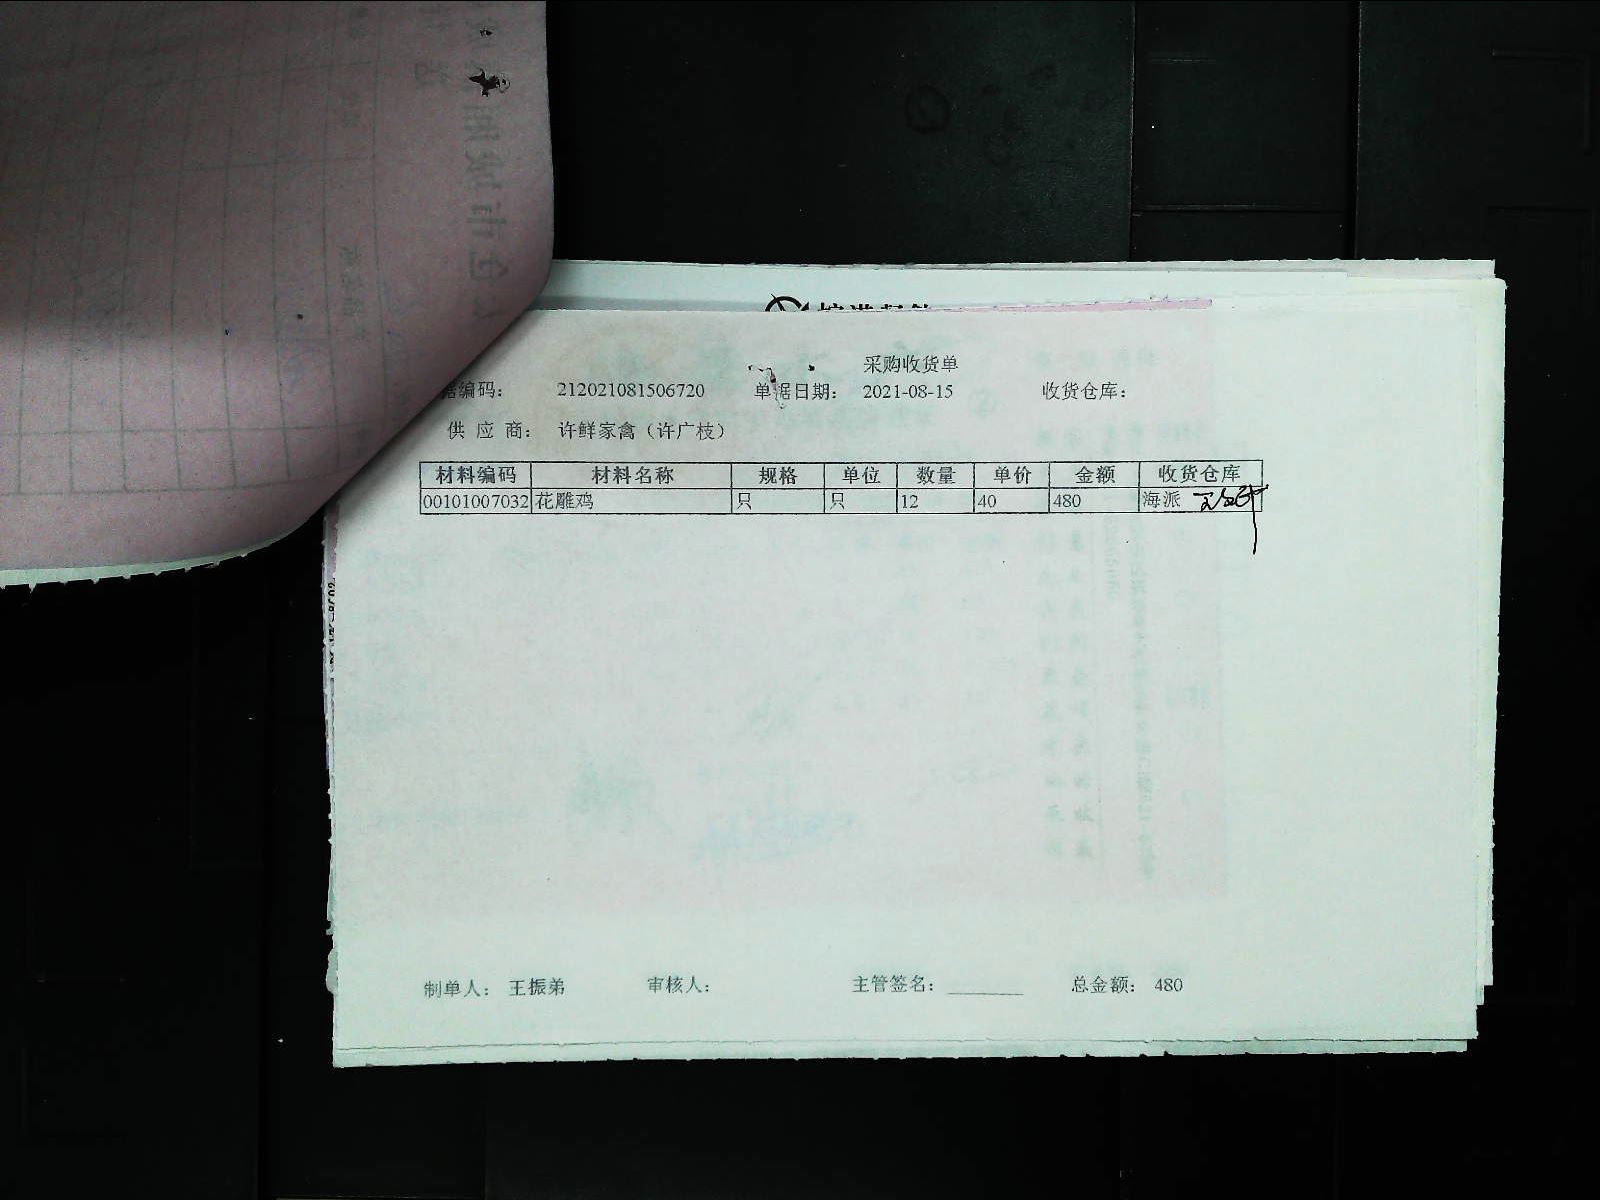 采购收货单
据编码： 212021081506720 单据日期： 2021-08-15 收货仓库：
供 应 商： 许鲜家禽（许广枝）
材料编码 材料名称 规格 单位 数量 单价 金额 收货仓库
00101007032 花雕鸡 只 只 12 40 480 海派
制单人： 王振弟 审核人： 主管签名：______ 总金额： 480